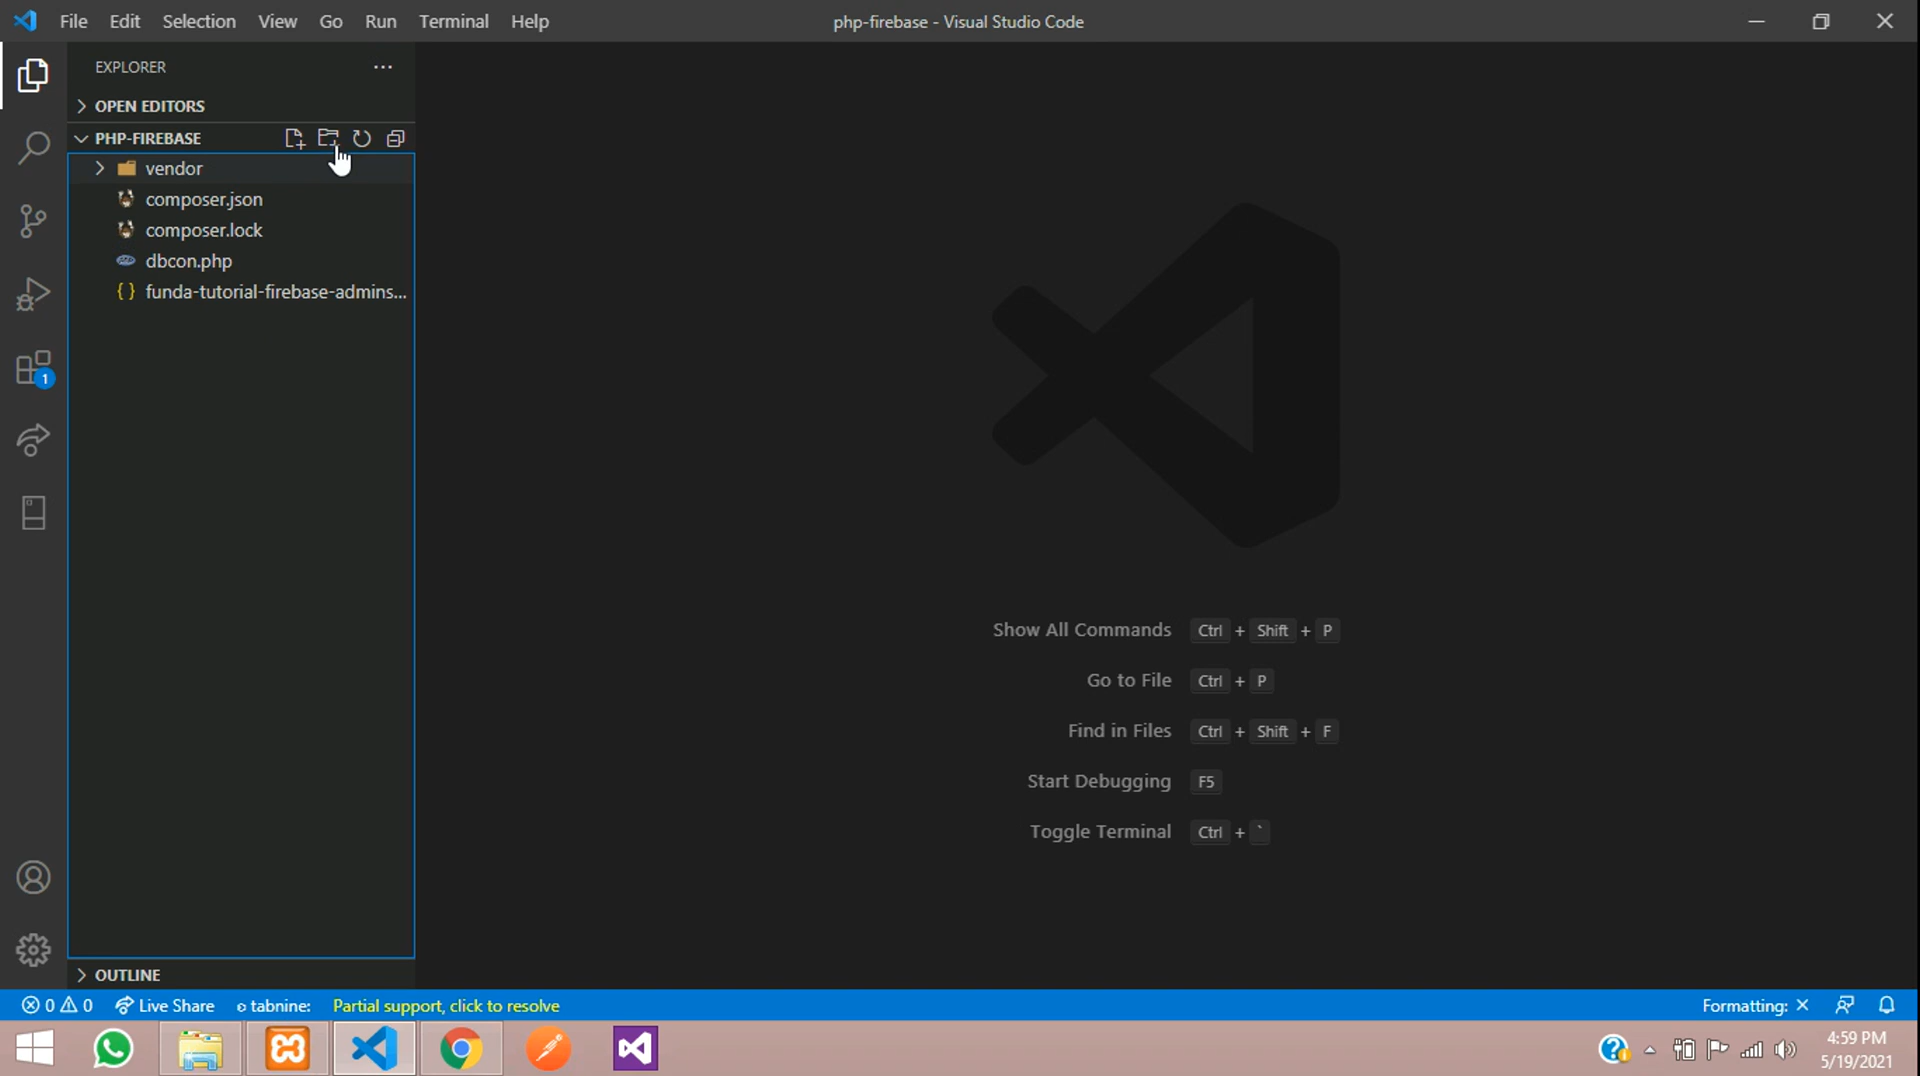 File Edit Selection View Go Run Terminal Help
php-firebase - Visual Studio Code
EXPLORER
OPEN EDITORS
PHP-FIREBASE
vendor
composer.json
composer.lock
dbcon.php
{} funda-tutorial-firebase-admins...
1
Show All Commands Ctrl + Shift + P
Go to File Ctrl + P
Find in Files Ctrl + Shift + F
Start Debugging F5
Toggle Terminal Ctrl + `
OUTLINE
0 0 Live Share tabnine: Partial support, click to resolve
Formatting: ×
4:59 PM
5/19/2021